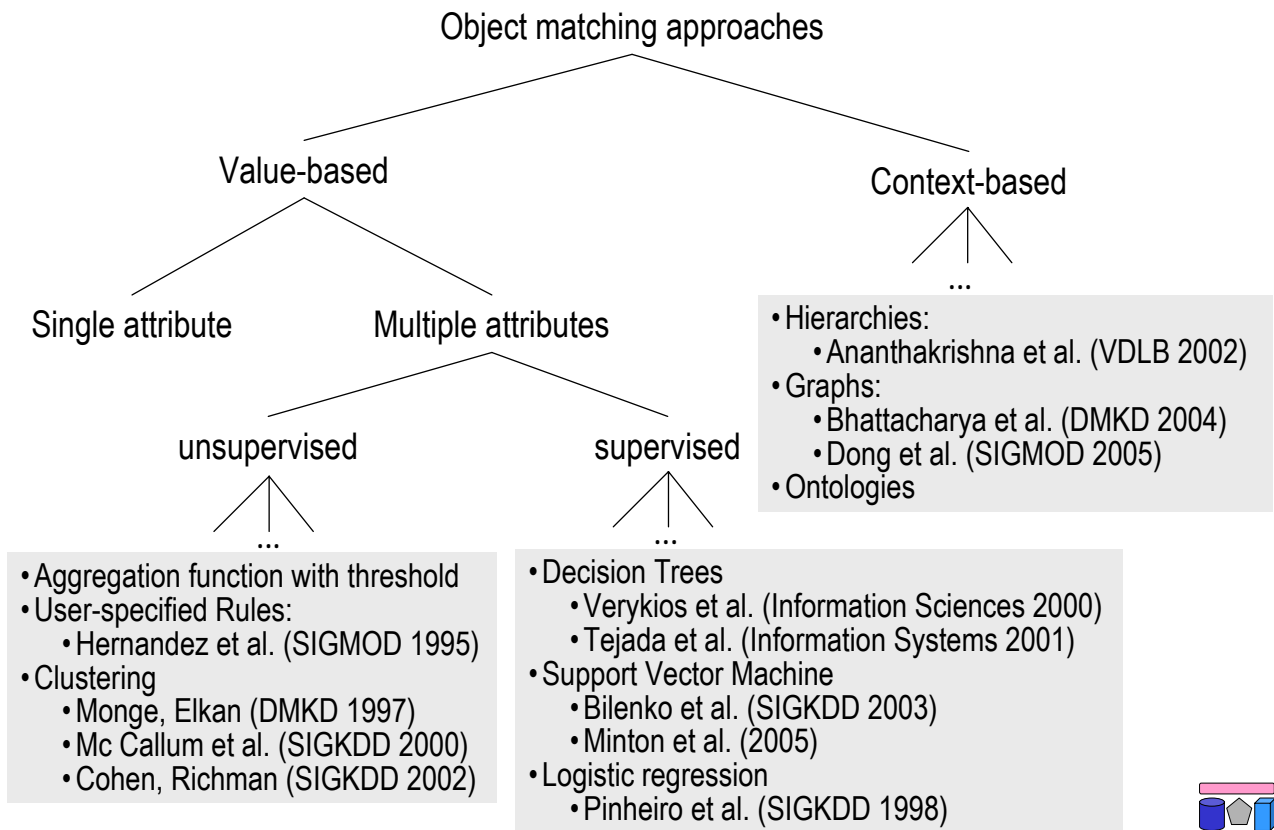 Object matching approaches
Value-based
Context-based
...
Single attribute
Multiple attributes
• Hierarchies:
• Ananthakrishna et al. (VDLB 2002)
• Graphs:
• Bhattacharya et al. (DMKD 2004)
• Dong et al. (SIGMOD 2005)
• Ontologies
unsupervised
supervised
...
...
• Aggregation function with threshold
• User-specified Rules:
• Hernandez et al. (SIGMOD 1995)
• Clustering
• Monge, Elkan (DMKD 1997)
• Mc Callum et al. (SIGKDD 2000)
• Cohen, Richman (SIGKDD 2002)
• Decision Trees
• Verykios et al. (Information Sciences 2000)
• Tejada et al. (Information Systems 2001)
• Support Vector Machine
• Bilenko et al. (SIGKDD 2003)
• Minton et al. (2005)
• Logistic regression
• Pinheiro et al. (SIGKDD 1998)